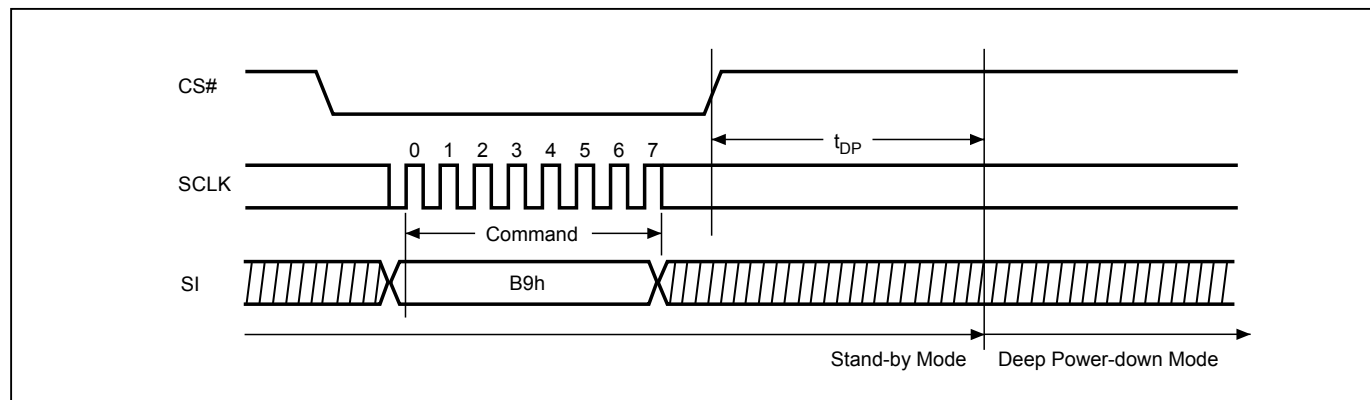 CS#
tDP
0 1 2 3 4 5 6 7
SCLK
Command
SI
B9h
Stand-by Mode
Deep Power-down Mode